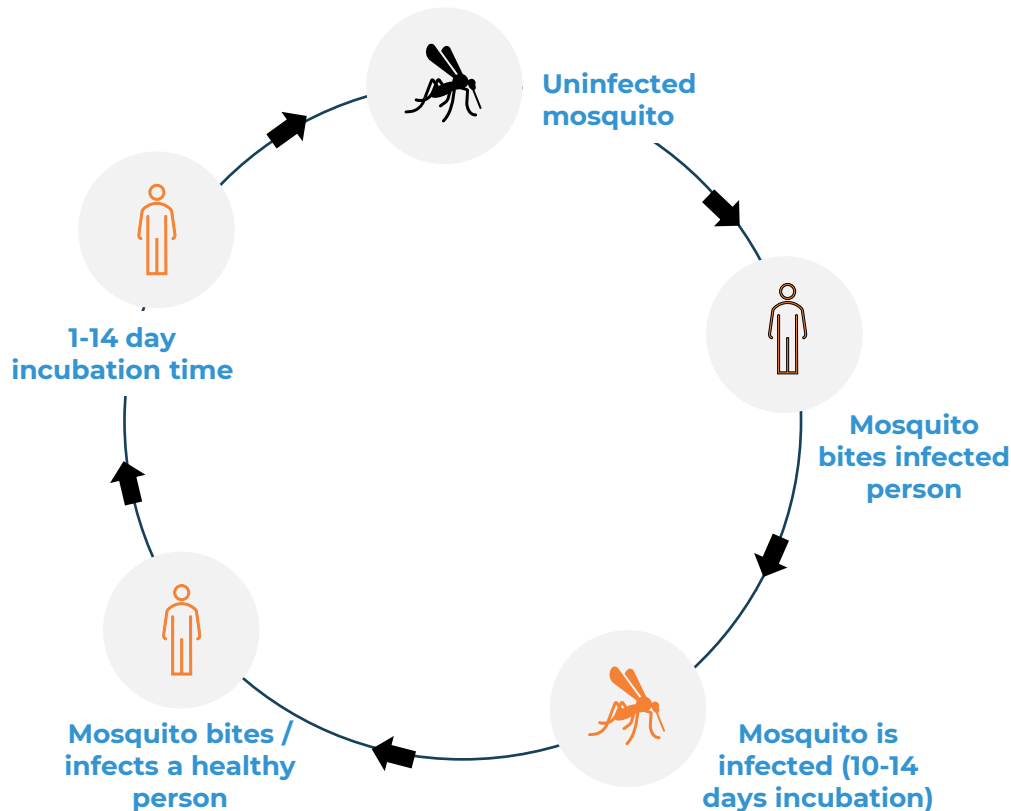 Uninfected
mosquito
Mosquito
bites infected
person
Mosquito is
infected (10-14
days incubation)
Mosquito bites /
infects a healthy
person
1-14 day
incubation time